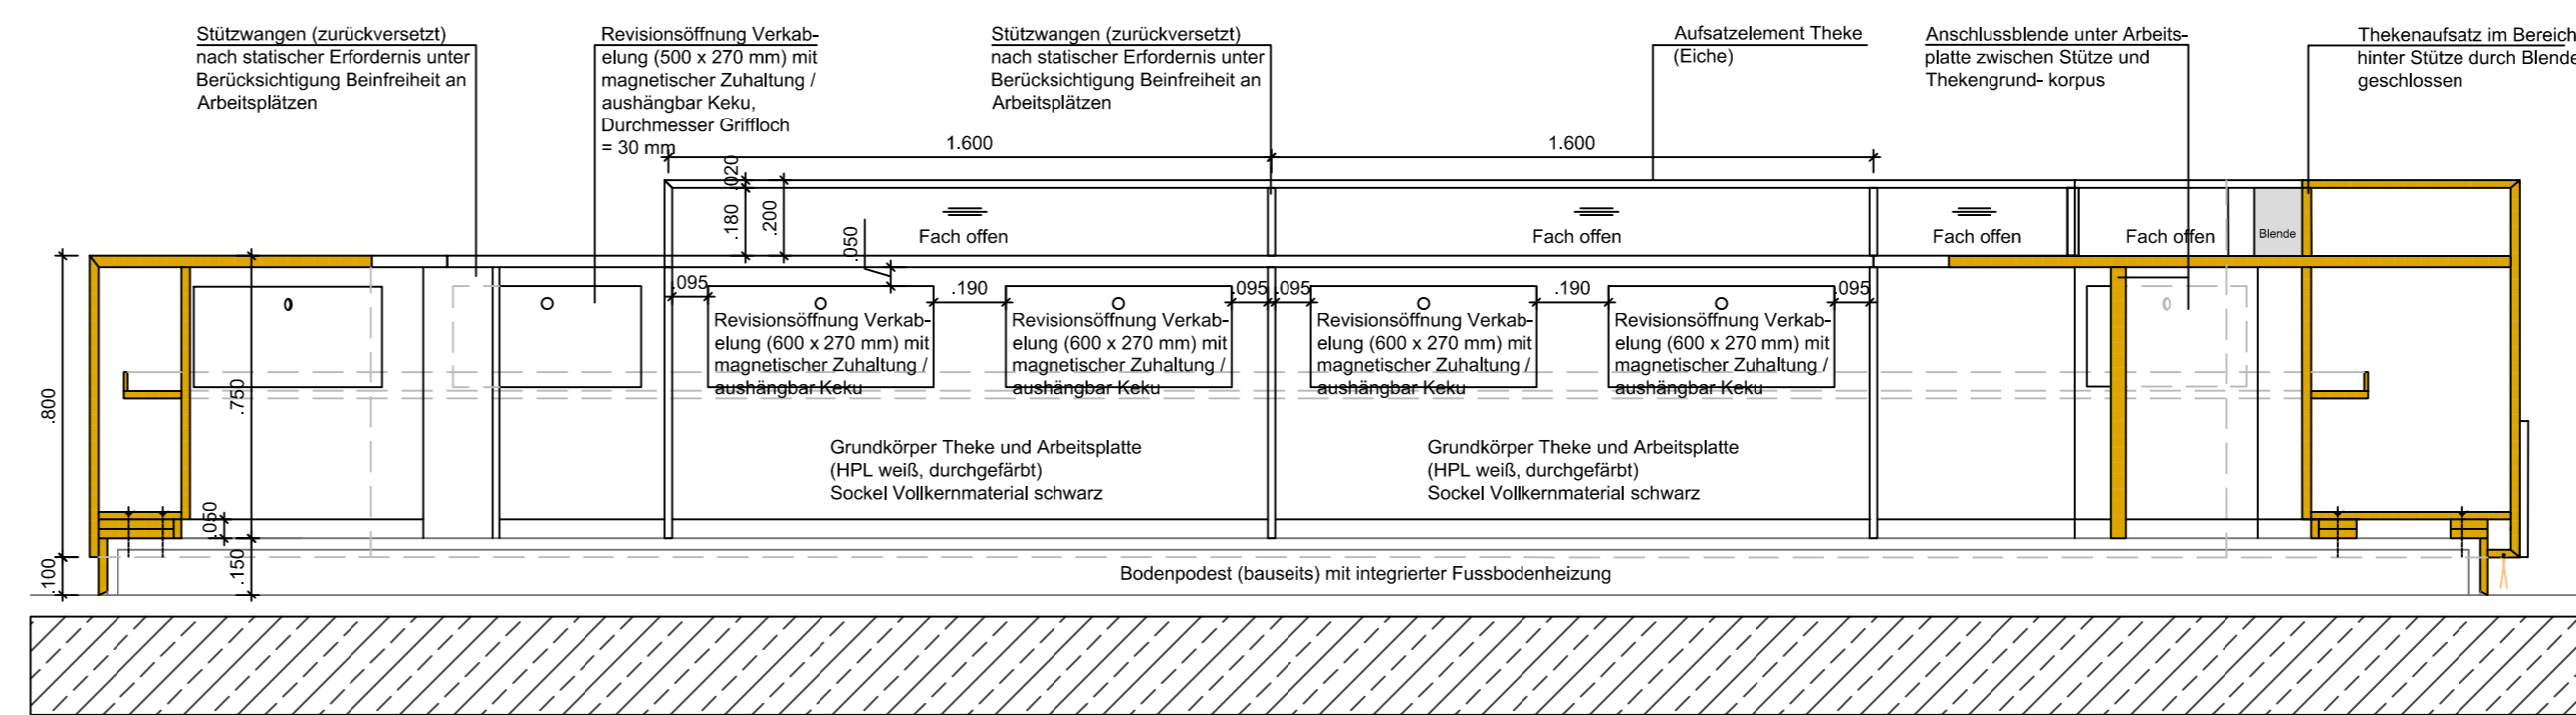 Stützwangen (zurückversetzt)
nach statischer Erfordernis unter
Berücksichtigung Beinfreiheit an
Arbeitsplätzen
Revisionsöffnung Verkab-
elung (500 x 270 mm) mit
magnetischer Zuhaltung /
aushängbar Keku,
Durchmesser Griffloch
= 30 mm
Stützwangen (zurückversetzt)
nach statischer Erfordernis unter
Berücksichtigung Beinfreiheit an
Arbeitsplätzen
Aufsatzelement Theke
(Eiche)
Anschlussblende unter Arbeits-
platte zwischen Stütze und
Thekengrund- korpus
Thekenaufsatz im Bereich
hinter Stütze durch Blende
geschlossen
1.600
1.600
.020
.180
.200
.050
Fach offen
Fach offen
Fach offen
Fach offen
Blende
.095
.190
.095
.095
.190
.095
Revisionsöffnung Verkab-
elung (600 x 270 mm) mit
magnetischer Zuhaltung /
aushängbar Keku
Revisionsöffnung Verkab-
elung (600 x 270 mm) mit
magnetischer Zuhaltung /
aushängbar Keku
Revisionsöffnung Verkab-
elung (600 x 270 mm) mit
magnetischer Zuhaltung /
aushängbar Keku
Revisionsöffnung Verkab-
elung (600 x 270 mm) mit
magnetischer Zuhaltung /
aushängbar Keku
.800
.750
Grundkörper Theke und Arbeitsplatte
(HPL weiß, durchgefärbt)
Sockel Vollkernmaterial schwarz
Grundkörper Theke und Arbeitsplatte
(HPL weiß, durchgefärbt)
Sockel Vollkernmaterial schwarz
.050
.100
.150
Bodenpodest (bauseits) mit integrierter Fussbodenheizung